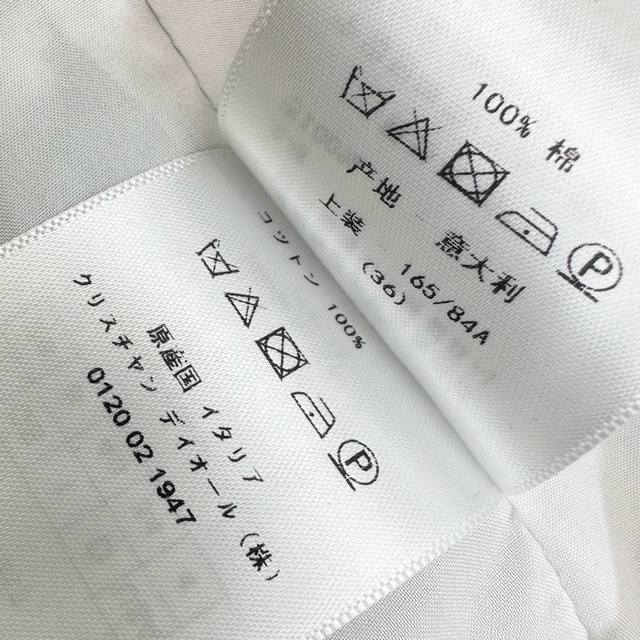 100% 棉
产地 意大利
上装 165/84A
(36)
コットン 100%
原産国 イタリア
クリスチャン ディオール (株)
0120 02 1947